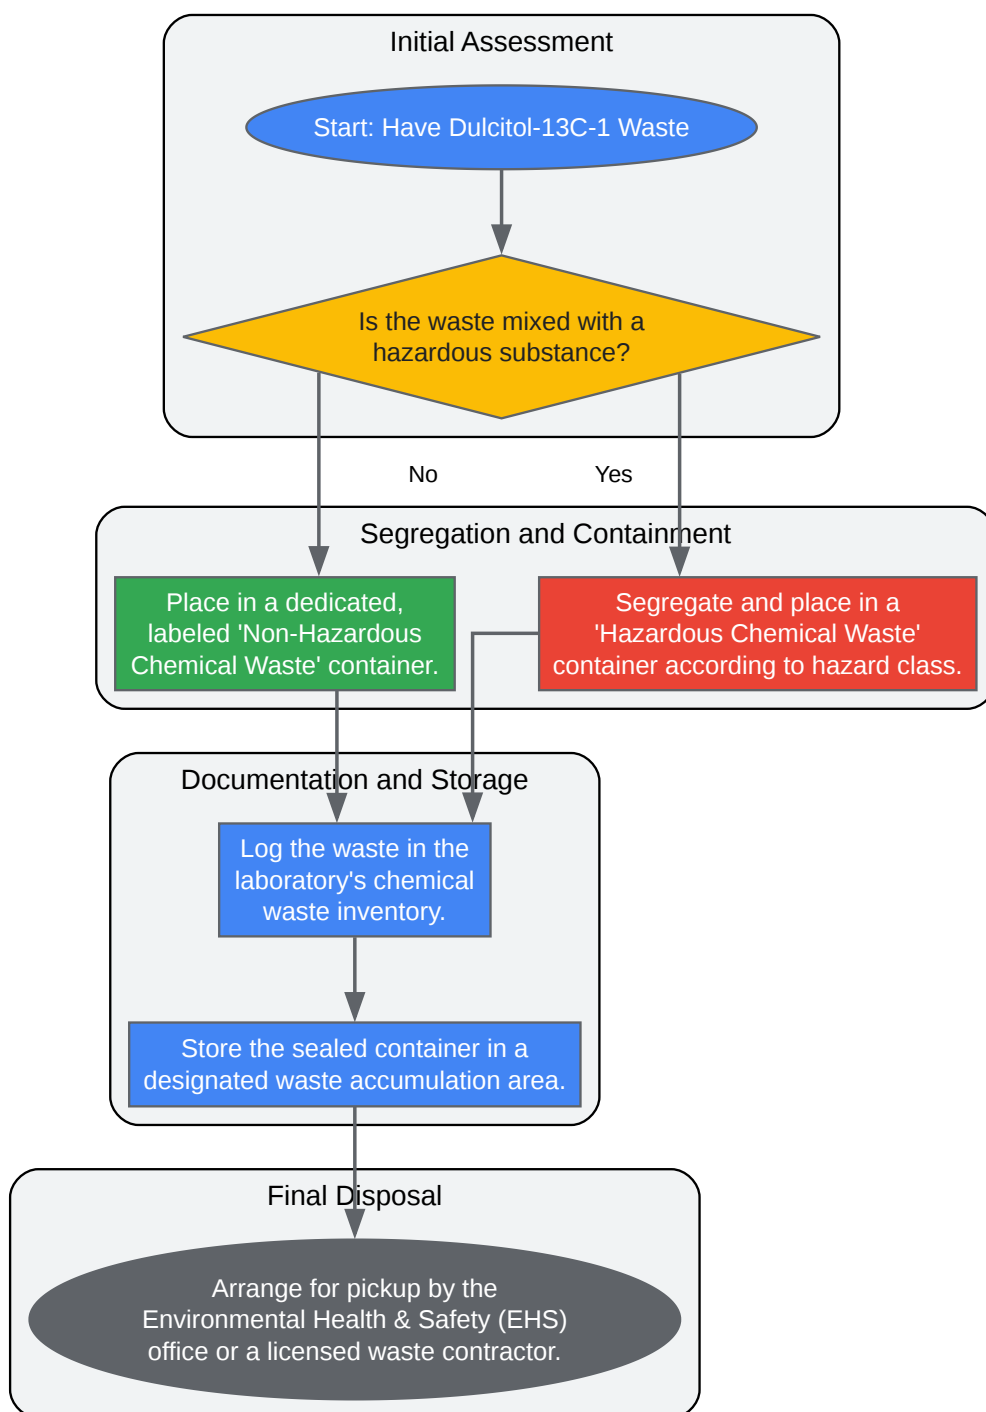 Initial Assessment
Start: Have Dulcitol-13C-1 Waste
Is the waste mixed with a
hazardous substance?
No
Yes
Segregation and Containment
Place in a dedicated,
labeled 'Non-Hazardous
Chemical Waste' container.
Segregate and place in a
'Hazardous Chemical Waste'
container according to hazard class.
Documentation and Storage
Log the waste in the
laboratory's chemical
waste inventory.
Store the sealed container in a
designated waste accumulation area.
Final Disposal
Arrange for pickup by the
Environmental Health & Safety (EHS)
office or a licensed waste contractor.